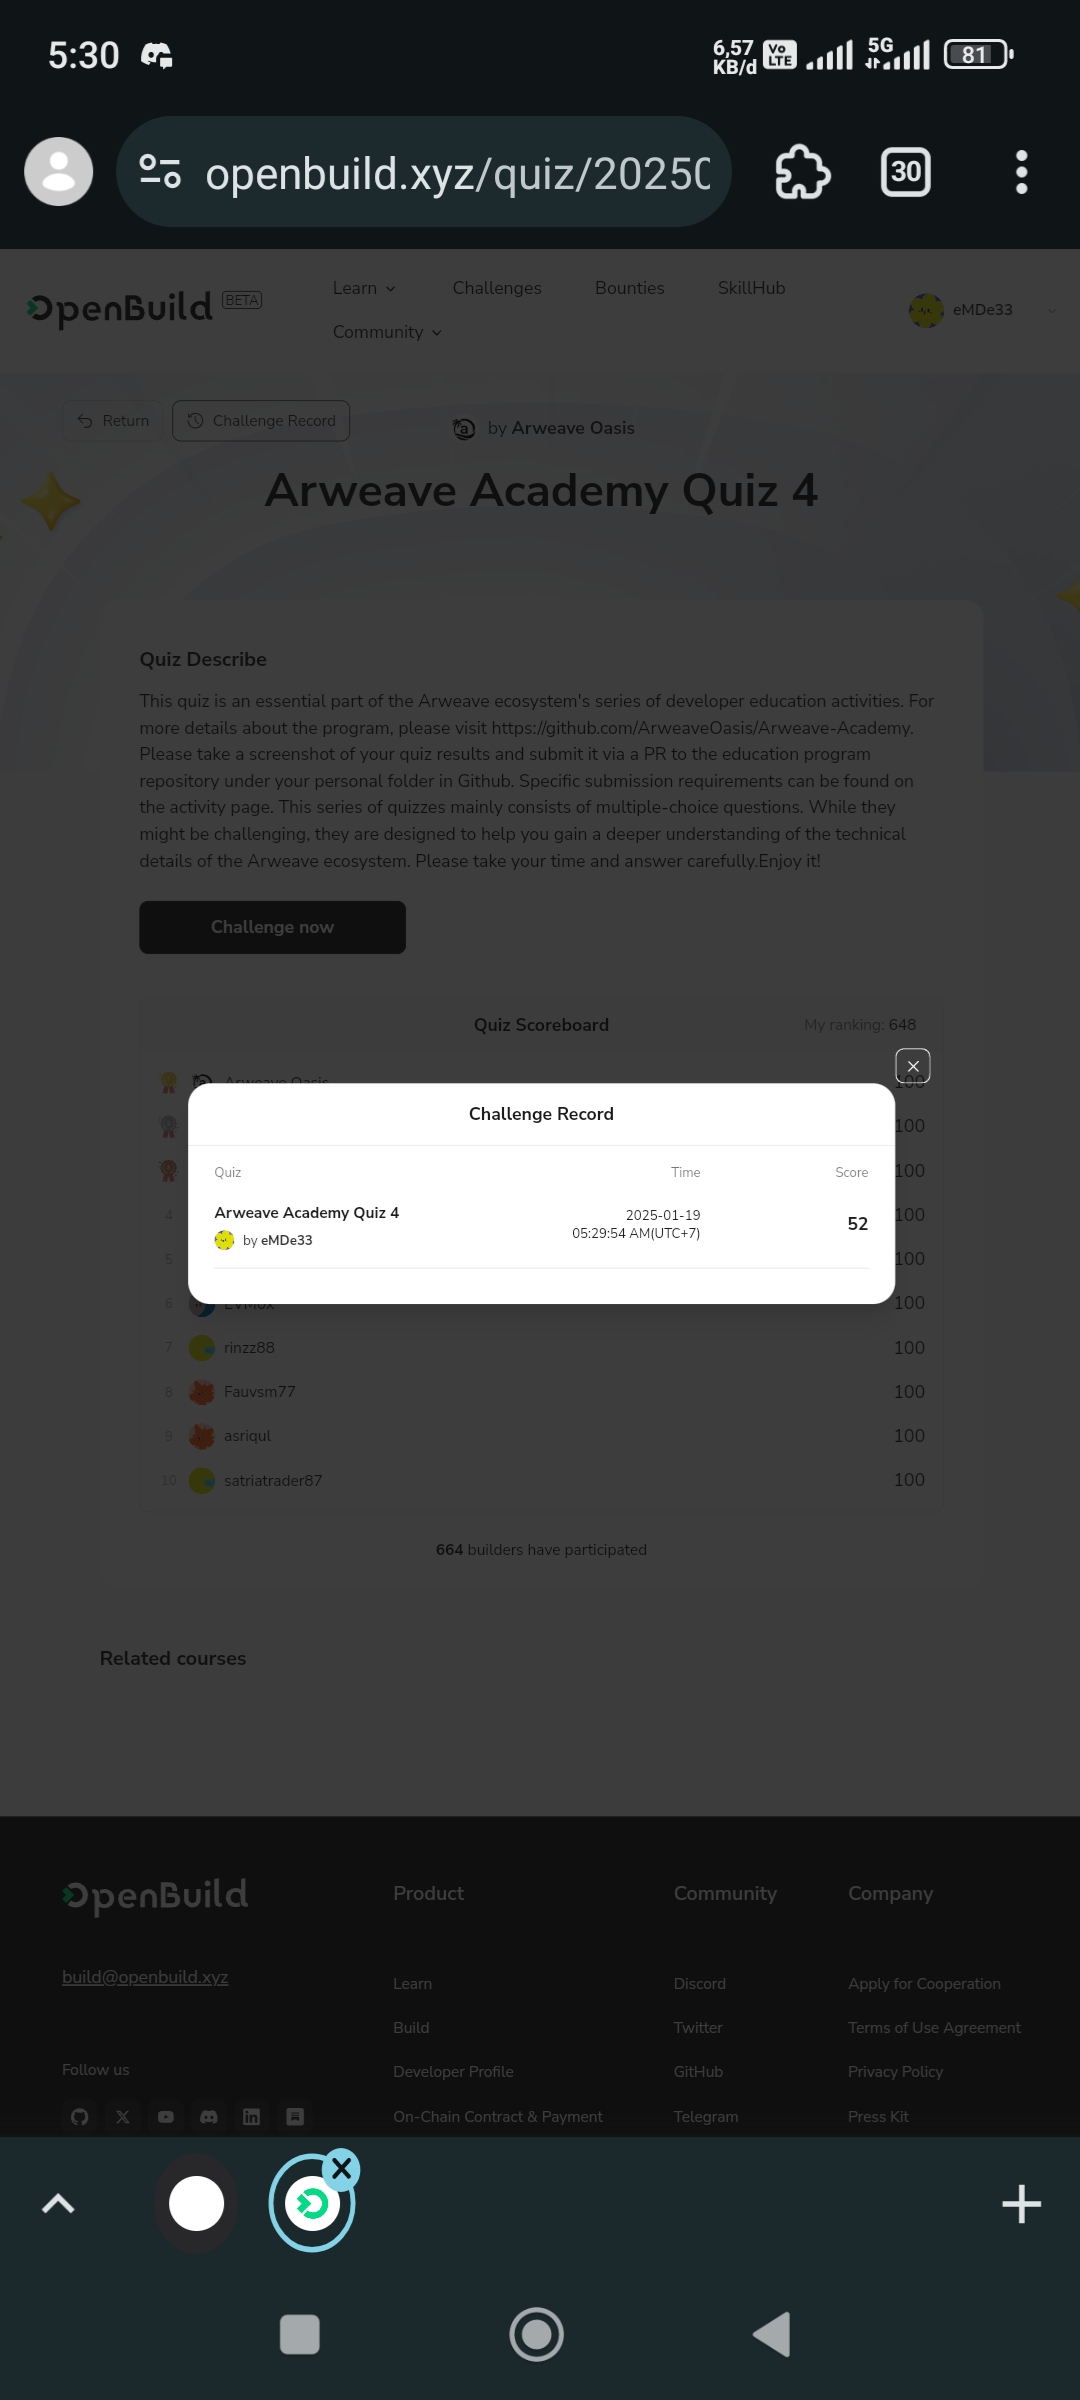 5:30
6,57
KB/d
Vo
LTE
5G
81
openbuild.xyz/quiz/20250
30
OpenBuild BETA
Learn
Challenges
Bounties
SkillHub
Community
eMDe33
Return
Challenge Record
by Arweave Oasis
Arweave Academy Quiz 4
Quiz Describe
This quiz is an essential part of the Arweave ecosystem's series of developer education activities. For
more details about the program, please visit https://github.com/ArweaveOasis/Arweave-Academy.
Please take a screenshot of your quiz results and submit it via a PR to the education program
repository under your personal folder in Github. Specific submission requirements can be found on
the activity page. This series of quizzes mainly consists of multiple-choice questions. While they
might be challenging, they are designed to help you gain a deeper understanding of the technical
details of the Arweave ecosystem. Please take your time and answer carefully.Enjoy it!
Challenge now
Quiz Scoreboard
My ranking: 648
Arweave Oasis 100
Challenge Record
100
Quiz Time Score
100
Arweave Academy Quiz 4
by eMDe33
2025-01-19
05:29:54 AM(UTC+7)
52
4 100
5 100
6 EVMox 100
7 rinzz88 100
8 Fauvsm77 100
9 asriqul 100
10 satriatrader87 100
664 builders have participated
Related courses
OpenBuild
build@openbuild.xyz
Follow us
Product
Learn
Build
Developer Profile
On-Chain Contract & Payment
Community
Discord
Twitter
GitHub
Telegram
Company
Apply for Cooperation
Terms of Use Agreement
Privacy Policy
Press Kit